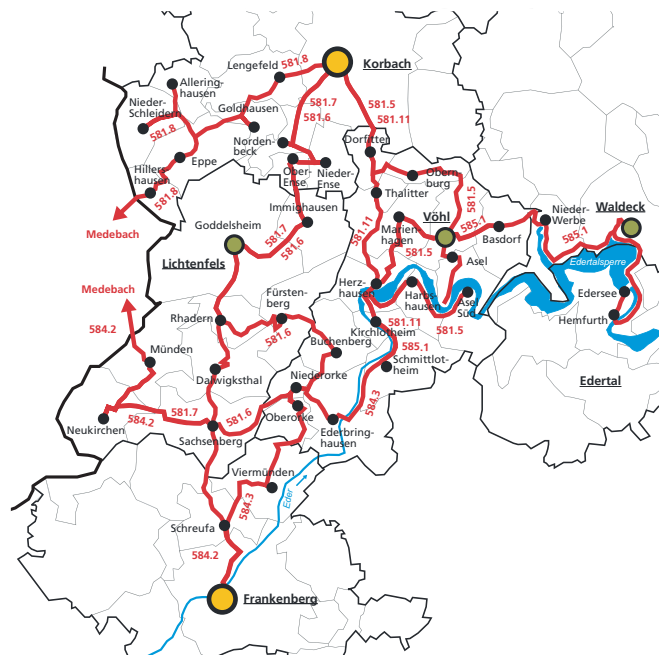 Lengefeld
581.8
Korbach
Allering-
hausen
Nieder-
Schleidern
Goldhausen
581.7
581.6
581.5
581.11
581.8
Norden-
beck
Dorfitter
Hillers-
hausen
Eppe
Ober-
Ense
Nieder-
Ense
Obern-
burg
Thalitter
581.8
581.5
Medebach
Immighausen
Goddelsheim
581.7
581.6
581.11
Marien-
hagen
Vöhl
585.1
Nieder-
Werbe
Waldeck
Basdorf
585.1
581.5
Asel
Edertalsperre
Lichtenfels
Medebach
584.2
Herz-
hausen
Harbs-
hausen
Asel
Süd
Edersee
Hemfurth
Fürsten-
berg
Rhadern
581.6
581.11
581.5
Kirchlotheim
585.1
Buchenberg
Münden
Schmittlot-
heim
Dalwigksthal
Niederorke
Edertal
584.3
581.7
581.6
584.2
Oberorke
Neukirchen
Sachsenberg
Ederbring-
hausen
Viermünden
584.3
Eder
Schreufa
584.2
Frankenberg